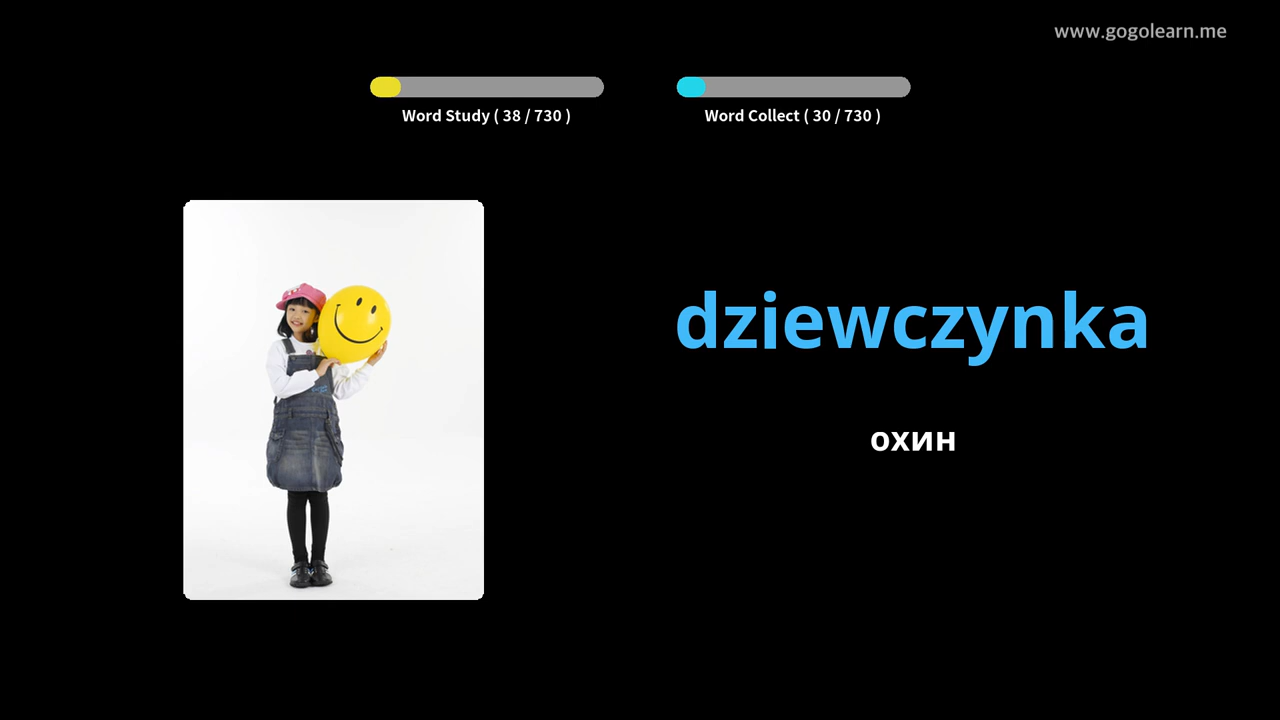 www.gogolearn.me
Word Study ( 38 / 730 )
Word Collect ( 30 / 730 )
dziewczynka
охин